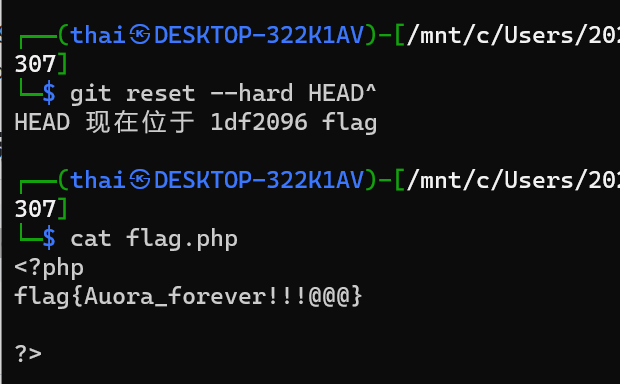 ┌──(thai㉿DESKTOP-322K1AV)-[/mnt/c/Users/202
307]
└─$ git reset --hard HEAD^
HEAD 现在位于 1df2096 flag
┌──(thai㉿DESKTOP-322K1AV)-[/mnt/c/Users/202
307]
└─$ cat flag.php
<?php
flag{Auora_forever!!!@@@}
?>